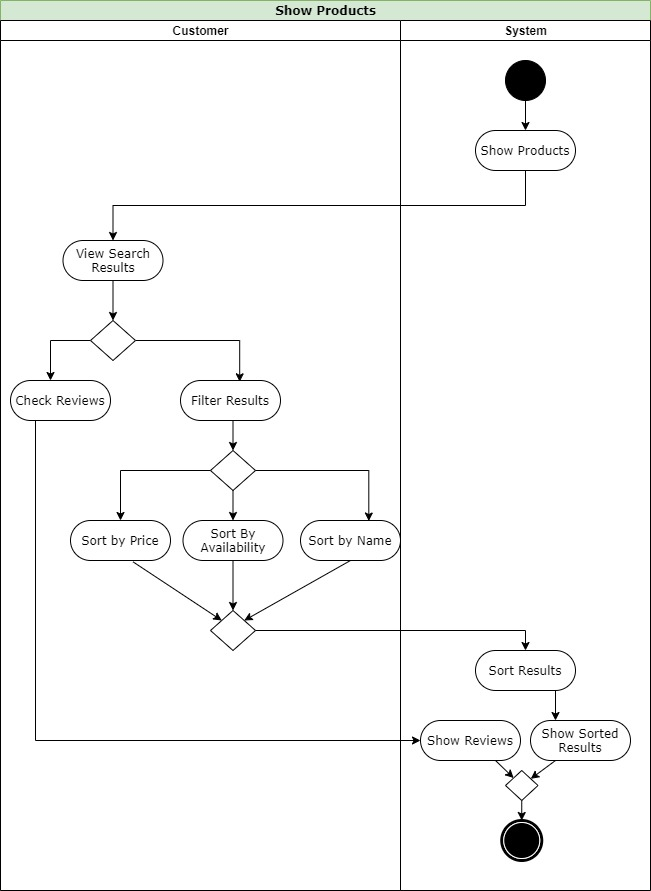 Show Products
Customer
System
Show Products
View Search
Results
Check Reviews
Filter Results
Sort by Price
Sort By
Availability
Sort by Name
Sort Results
Show Reviews
Show Sorted
Results